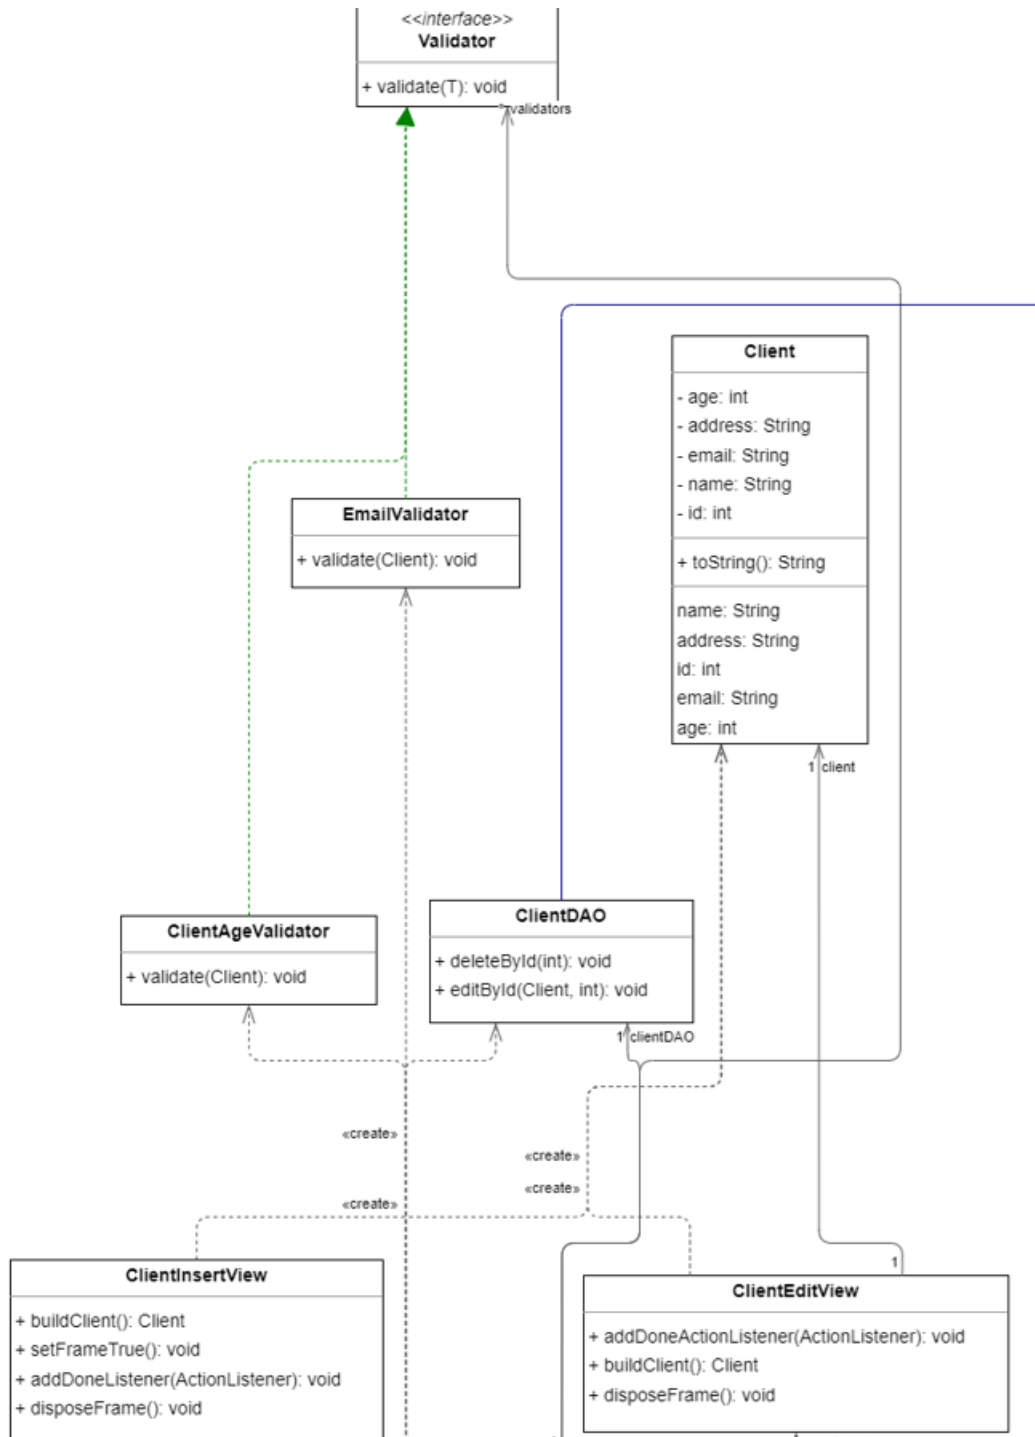 <<interface>>
Validator
+ validate(T): void
* validators
Client
- age: int
- address: String
- email: String
- name: String
- id: int
+ toString(): String
name: String
address: String
id: int
email: String
age: int
1 client
EmailValidator
+ validate(Client): void
ClientAgeValidator
+ validate(Client): void
ClientDAO
+ deleteById(int): void
+ editById(Client, int): void
1 clientDAO
«create»
«create»
«create»
«create»
ClientInsertView
+ buildClient(): Client
+ setFrameTrue(): void
+ addDoneListener(ActionListener): void
+ disposeFrame(): void
1
ClientEditView
+ addDoneActionListener(ActionListener): void
+ buildClient(): Client
+ disposeFrame(): void